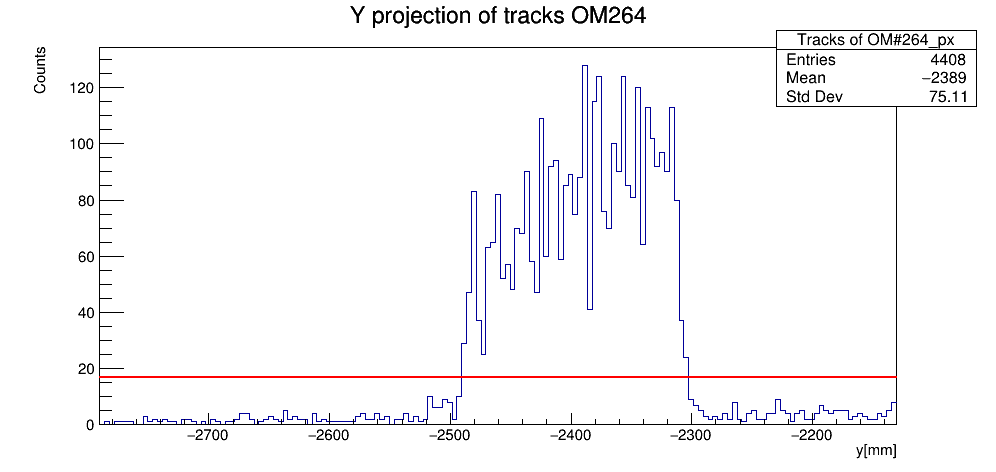 Y projection of tracks OM264
Tracks of OM#264_px
Entries 4408
Mean −2389
Std Dev 75.11
Counts
120
100
80
60
40
20
0
−2700 −2600 −2500 −2400 −2300 −2200
y[mm]